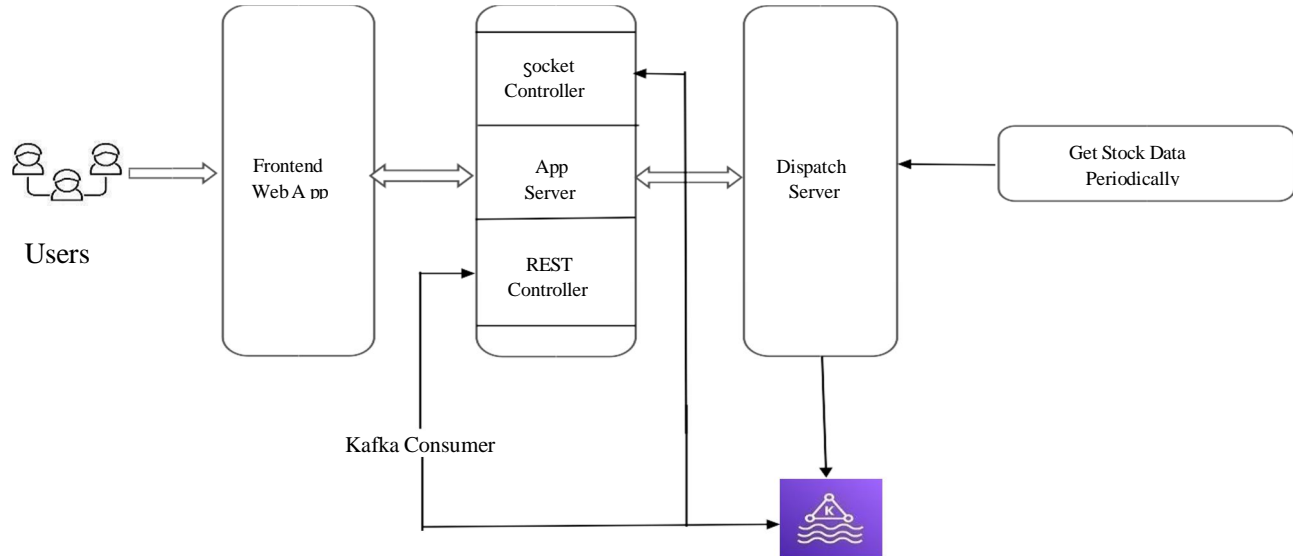 Socket
Controller
Frontend
Web A pp
App
Server
Dispatch
Server
Get Stock Data
Periodically
Users
REST
Controller
Kafka Consumer
K